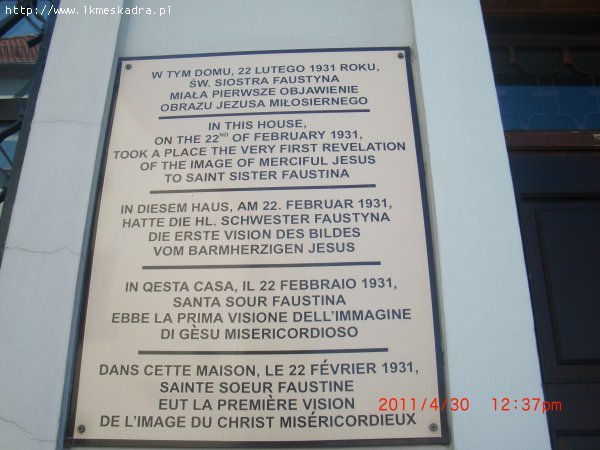 http://www.lkmeskadra.pl
W TYM DOMU, 22 LUTEGO 1931 ROKU,
ŚW. SIOSTRA FAUSTYNA
MIAŁA PIERWSZE OBJAWIENIE
OBRAZU JEZUSA MIŁOSIERNEGO
IN THIS HOUSE,
ON THE 22ND OF FEBRUARY 1931,
TOOK A PLACE THE VERY FIRST REVELATION
OF THE IMAGE OF MERCIFUL JESUS
TO SAINT SISTER FAUSTINA
IN DIESEM HAUS, AM 22. FEBRUAR 1931,
HATTE DIE HL. SCHWESTER FAUSTYNA
DIE ERSTE VISION DES BILDES
VOM BARMHERZIGEN JESUS
IN QESTA CASA, IL 22 FEBBRAIO 1931,
SANTA SOUR FAUSTINA
EBBE LA PRIMA VISIONE DELL'IMMAGINE
DI GÈSU MISERICORDIOSO
DANS CETTE MAISON, LE 22 FÉVRIER 1931,
SAINTE SOEUR FAUSTINE
EUT LA PREMIÈRE VISION
DE L'IMAGE DU CHRIST MISÉRICORDIEUX
2011/4/30 12:37pm